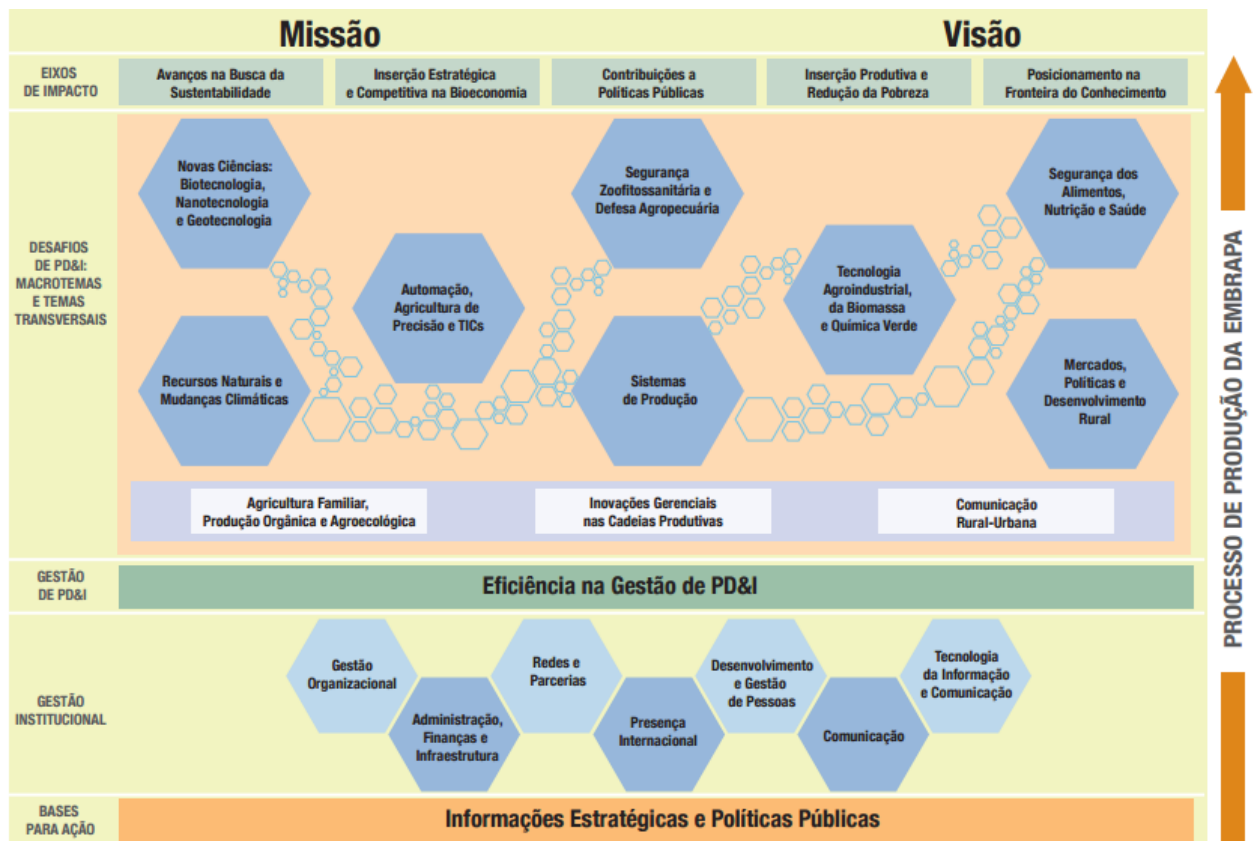 Missão
Visão
EIXOS
DE IMPACTO
Avanços na Busca da
Sustentabilidade
Inserção Estratégica
e Competitiva na Bioeconomia
Contribuições a
Políticas Públicas
Inserção Produtiva e
Redução da Pobreza
Posicionamento na
Fronteira do Conhecimento
DESAFIOS
DE PD&I:
MACROTEMAS
E TEMAS
TRANSVERSAIS
Novas Ciências:
Biotecnologia,
Nanotecnologia
e Geotecnologia
Segurança
Zoofitossanitária e
Defesa Agropecuária
Segurança dos
Alimentos,
Nutrição e Saúde
Automação,
Agricultura de
Precisão e TICs
Tecnologia
Agroindustrial,
da Biomassa
e Química Verde
Recursos Naturais e
Mudanças Climáticas
Sistemas
de Produção
Mercados,
Políticas e
Desenvolvimento
Rural
Agricultura Familiar,
Produção Orgânica e Agroecológica
Inovações Gerenciais
nas Cadeias Produtivas
Comunicação
Rural-Urbana
GESTÃO
DE PD&I
Eficiência na Gestão de PD&I
GESTÃO
INSTITUCIONAL
Gestão
Organizacional
Administração,
Finanças e
Infraestrutura
Redes e
Parcerias
Presença
Internacional
Desenvolvimento
e Gestão
de Pessoas
Comunicação
Tecnologia
da Informação
e Comunicação
BASES
PARA AÇÃO
Informações Estratégicas e Políticas Públicas
PROCESSO DE PRODUÇÃO DA EMBRAPA